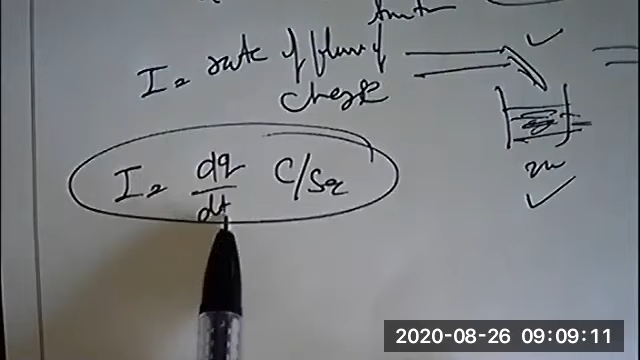 I = rate of flow of
charge
I = dq/dt C/Sec
2020-08-26 09:09:11